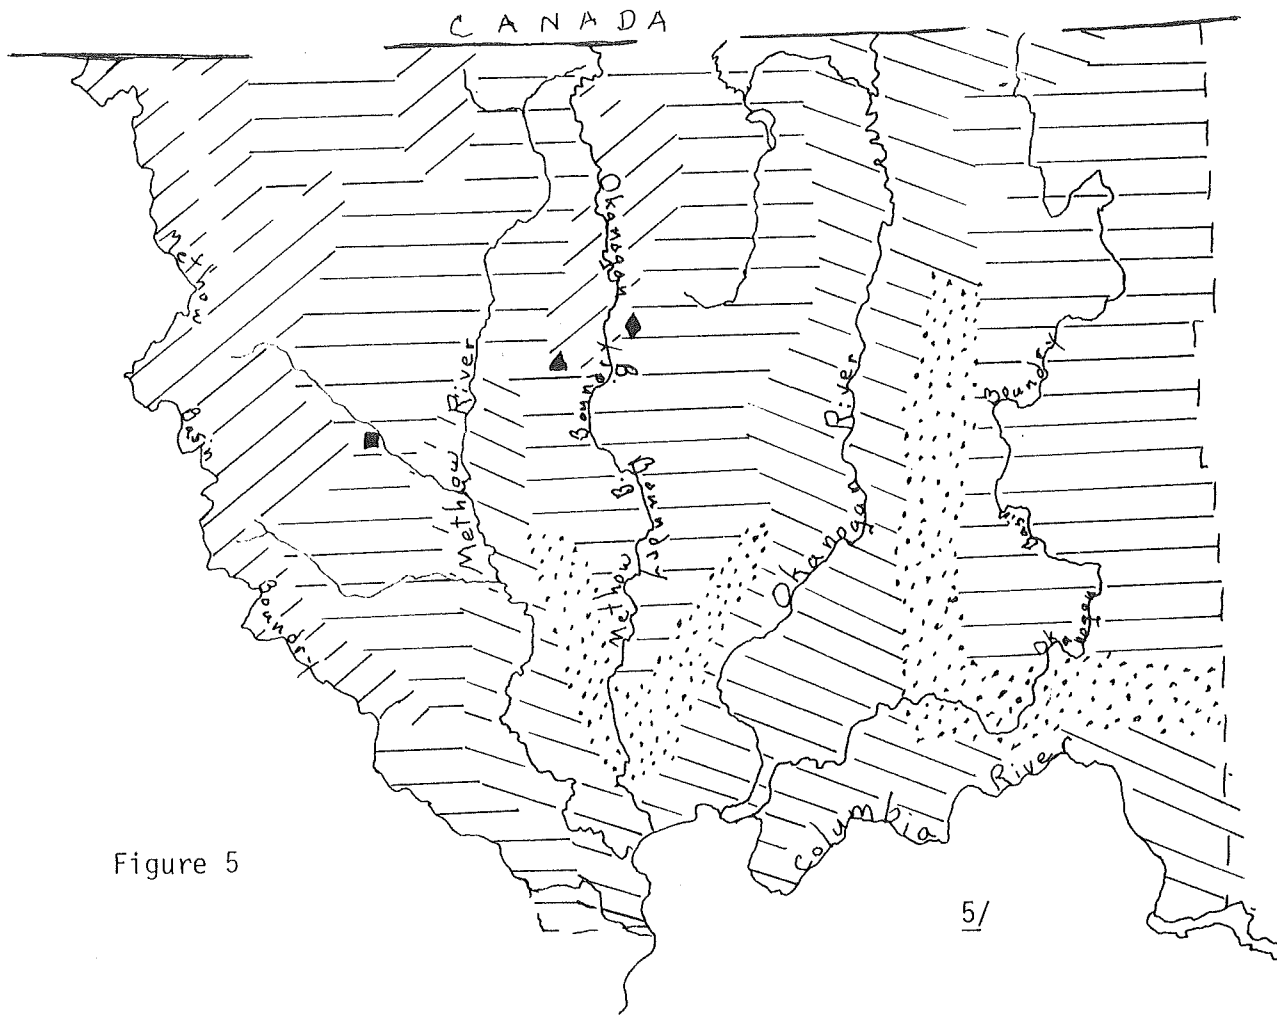 CANADA
Methow
Basin
Boundry
Methow River
Okanogan
Boundry
Methow
Boundry
Okanogan River
Boundry
Basin
Okanogan
Columbia River
Figure 5
5/